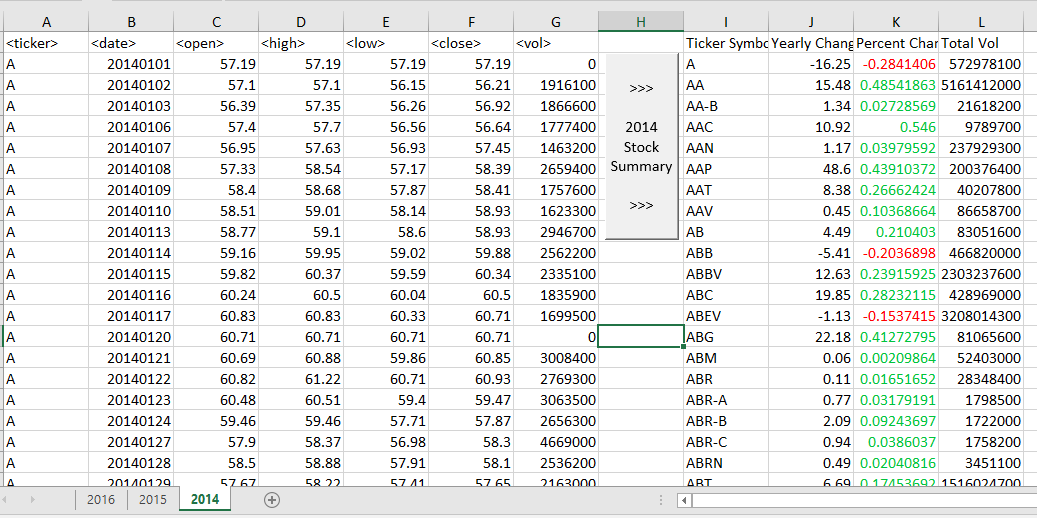 A B C D E F G H I J K L
<ticker> <date> <open> <high> <low> <close> <vol> Ticker Symbo Yearly Chang Percent Char Total Vol
A 20140101 57.19 57.19 57.19 57.19 0 A -16.25 -0.2841406 572978100
A 20140102 57.1 57.1 56.15 56.21 1916100 >>> AA 15.48 0.48541863 5161412000
A 20140103 56.39 57.35 56.26 56.92 1866600 AA-B 1.34 0.02728569 21618200
A 20140106 57.4 57.7 56.56 56.64 1777400 2014 AAC 10.92 0.546 9789700
A 20140107 56.95 57.63 56.93 57.45 1463200 Stock AAN 1.17 0.03979592 237929300
A 20140108 57.33 58.54 57.17 58.39 2659400 Summary AAP 48.6 0.43910372 200376400
A 20140109 58.4 58.68 57.87 58.41 1757600 AAT 8.38 0.26662424 40207800
A 20140110 58.51 59.01 58.14 58.93 1623300 >>> AAV 0.45 0.10368664 86658700
A 20140113 58.77 59.1 58.6 58.93 2946700 AB 4.49 0.210403 83051600
A 20140114 59.16 59.95 59.02 59.88 2562200 ABB -5.41 -0.2036898 466820000
A 20140115 59.82 60.37 59.59 60.34 2335100 ABBV 12.63 0.23915925 2303237600
A 20140116 60.24 60.5 60.04 60.5 1835900 ABC 19.85 0.28232115 428969000
A 20140117 60.83 60.83 60.33 60.71 1699500 ABEV -1.13 -0.1537415 3208014300
A 20140120 60.71 60.71 60.71 60.71 0 ABG 22.18 0.41272795 81065600
A 20140121 60.69 60.88 59.86 60.85 3008400 ABM 0.06 0.00209864 52403000
A 20140122 60.82 61.22 60.71 60.93 2769300 ABR 0.11 0.01651652 28348400
A 20140123 60.48 60.51 59.4 59.47 3063500 ABR-A 0.77 0.03179191 1798500
A 20140124 59.46 59.46 57.71 57.87 2656300 ABR-B 2.09 0.09243697 1722000
A 20140127 57.9 58.37 56.98 58.3 4669000 ABR-C 0.94 0.0386037 1758200
A 20140128 58.5 58.88 57.91 58.1 2536200 ABRN 0.49 0.02040816 3451100
A 20140129 57.67 58.22 57.41 57.65 2163000 ABT 6.69 0.17453692 1516024700
2016 2015 2014